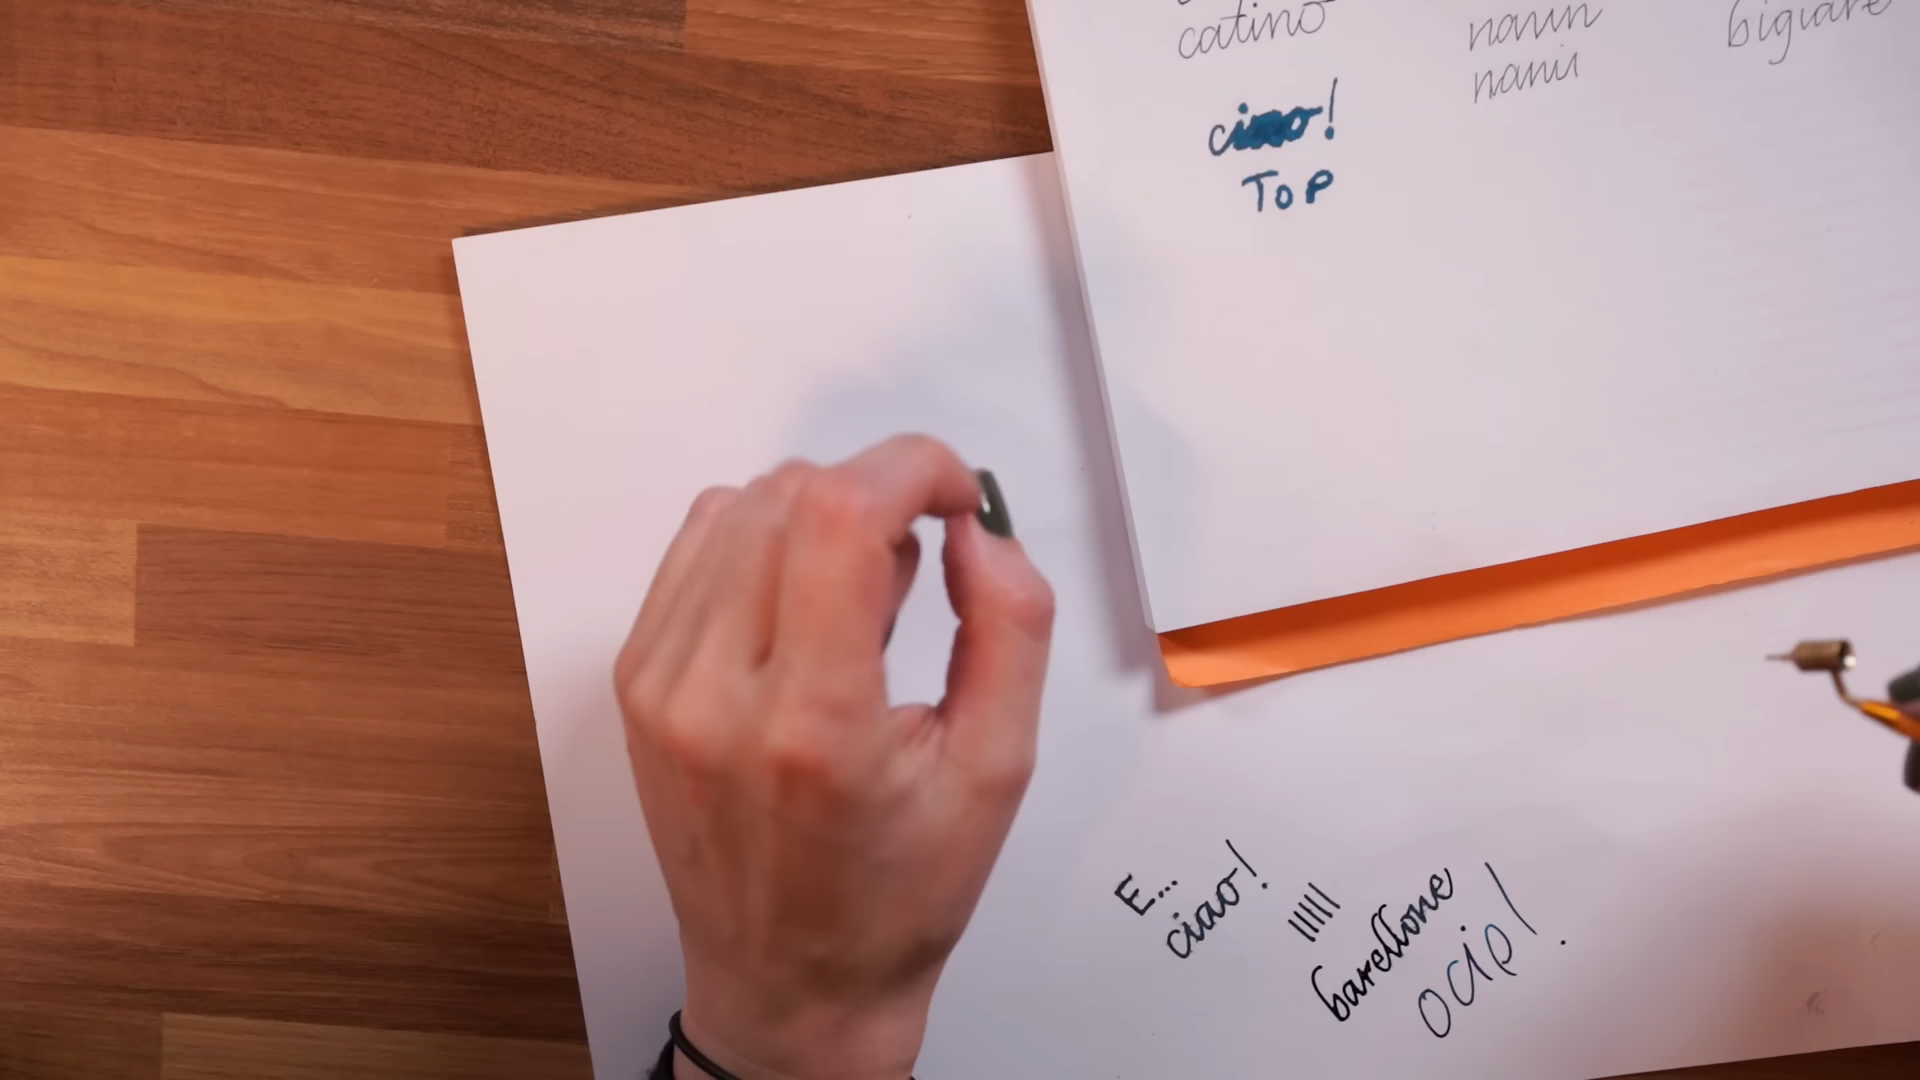 catino
nanin
nanii
bigiare
ciao!
TOP
E...
ciao!
barellone
ocip!